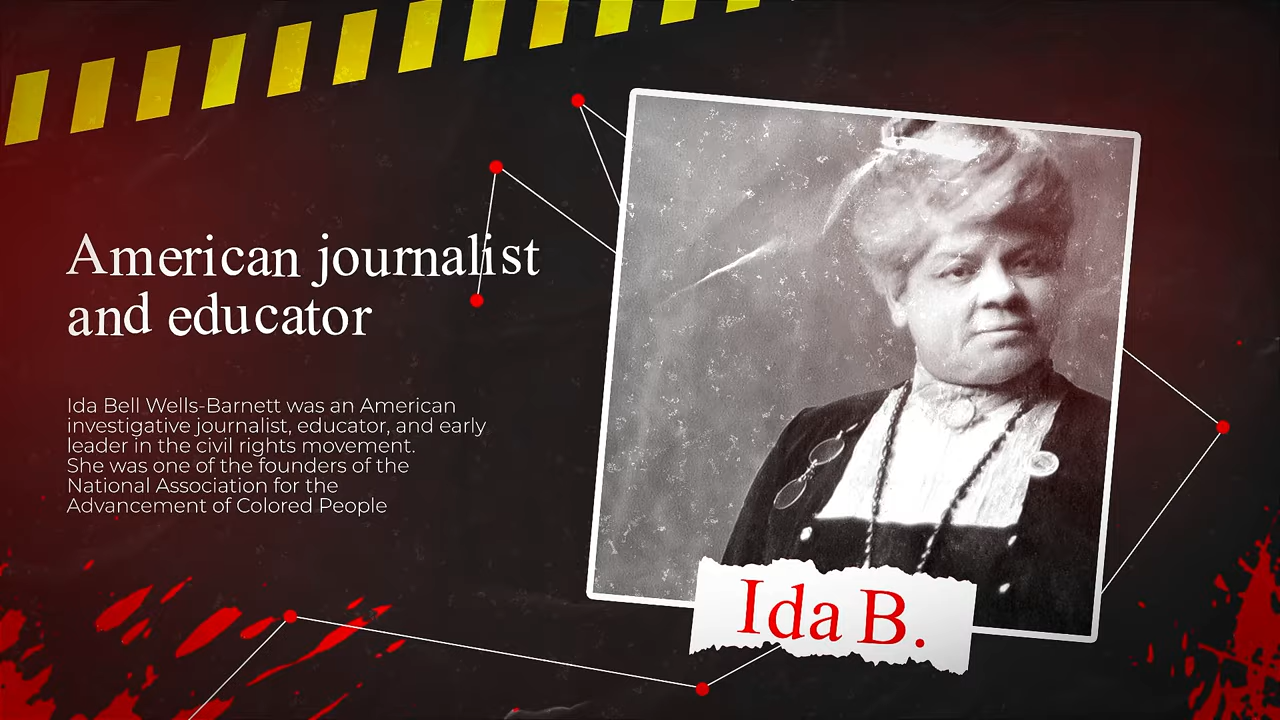 American journalist
and educator
Ida Bell Wells-Barnett was an American
investigative journalist, educator, and early
leader in the civil rights movement.
She was one of the founders of the
National Association for the
Advancement of Colored People
Ida B.